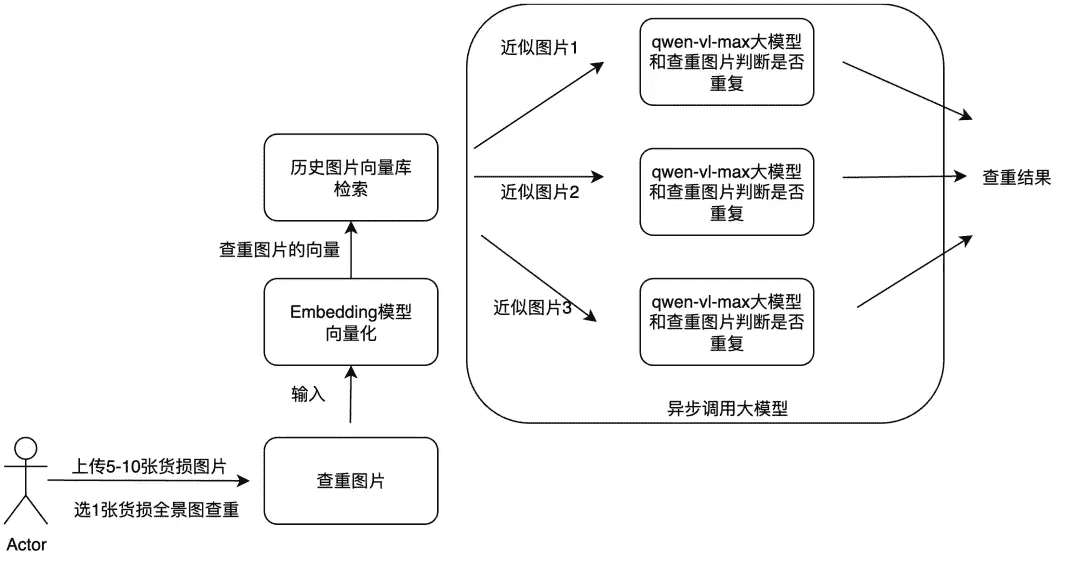 近似图片1
qwen-vl-max大模型
和查重图片判断是否
重复
历史图片向量库
检索
近似图片2
qwen-vl-max大模型
和查重图片判断是否
重复
查重结果
查重图片的向量
Embedding模型
向量化
近似图片3
qwen-vl-max大模型
和查重图片判断是否
重复
输入
异步调用大模型
上传5-10张货损图片
选1张货损全景图查重
查重图片
Actor